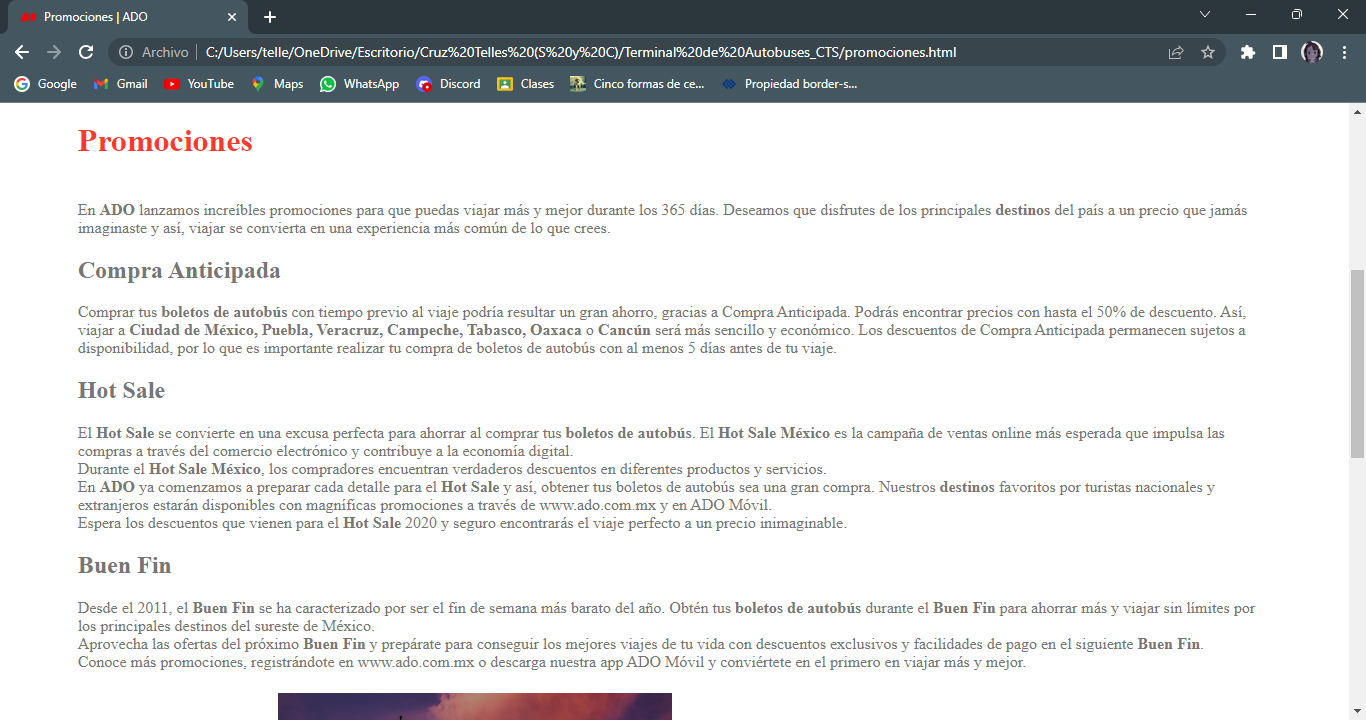 Promociones | ADO
Archivo | C:/Users/telle/OneDrive/Escritorio/Cruz%20Telles%20(S%20y%20C)/Terminal%20de%20Autobuses_CTS/promociones.html
Google Gmail YouTube Maps WhatsApp Discord Clases Cinco formas de ce... Propiedad border-s...
Promociones
En ADO lanzamos increíbles promociones para que puedas viajar más y mejor durante los 365 días. Deseamos que disfrutes de los principales destinos del país a un precio que jamás
imaginaste y así, viajar se convierta en una experiencia más común de lo que crees.
Compra Anticipada
Comprar tus boletos de autobús con tiempo previo al viaje podría resultar un gran ahorro, gracias a Compra Anticipada. Podrás encontrar precios con hasta el 50% de descuento. Así,
viajar a Ciudad de México, Puebla, Veracruz, Campeche, Tabasco, Oaxaca o Cancún será más sencillo y económico. Los descuentos de Compra Anticipada permanecen sujetos a
disponibilidad, por lo que es importante realizar tu compra de boletos de autobús con al menos 5 días antes de tu viaje.
Hot Sale
El Hot Sale se convierte en una excusa perfecta para ahorrar al comprar tus boletos de autobús. El Hot Sale México es la campaña de ventas online más esperada que impulsa las
compras a través del comercio electrónico y contribuye a la economía digital.
Durante el Hot Sale México, los compradores encuentran verdaderos descuentos en diferentes productos y servicios.
En ADO ya comenzamos a preparar cada detalle para el Hot Sale y así, obtener tus boletos de autobús sea una gran compra. Nuestros destinos favoritos por turistas nacionales y
extranjeros estarán disponibles con magníficas promociones a través de www.ado.com.mx y en ADO Móvil.
Espera los descuentos que vienen para el Hot Sale 2020 y seguro encontrarás el viaje perfecto a un precio inimaginable.
Buen Fin
Desde el 2011, el Buen Fin se ha caracterizado por ser el fin de semana más barato del año. Obtén tus boletos de autobús durante el Buen Fin para ahorrar más y viajar sin límites por
los principales destinos del sureste de México.
Aprovecha las ofertas del próximo Buen Fin y prepárate para conseguir los mejores viajes de tu vida con descuentos exclusivos y facilidades de pago en el siguiente Buen Fin.
Conoce más promociones, registrándote en www.ado.com.mx o descarga nuestra app ADO Móvil y conviértete en el primero en viajar más y mejor.